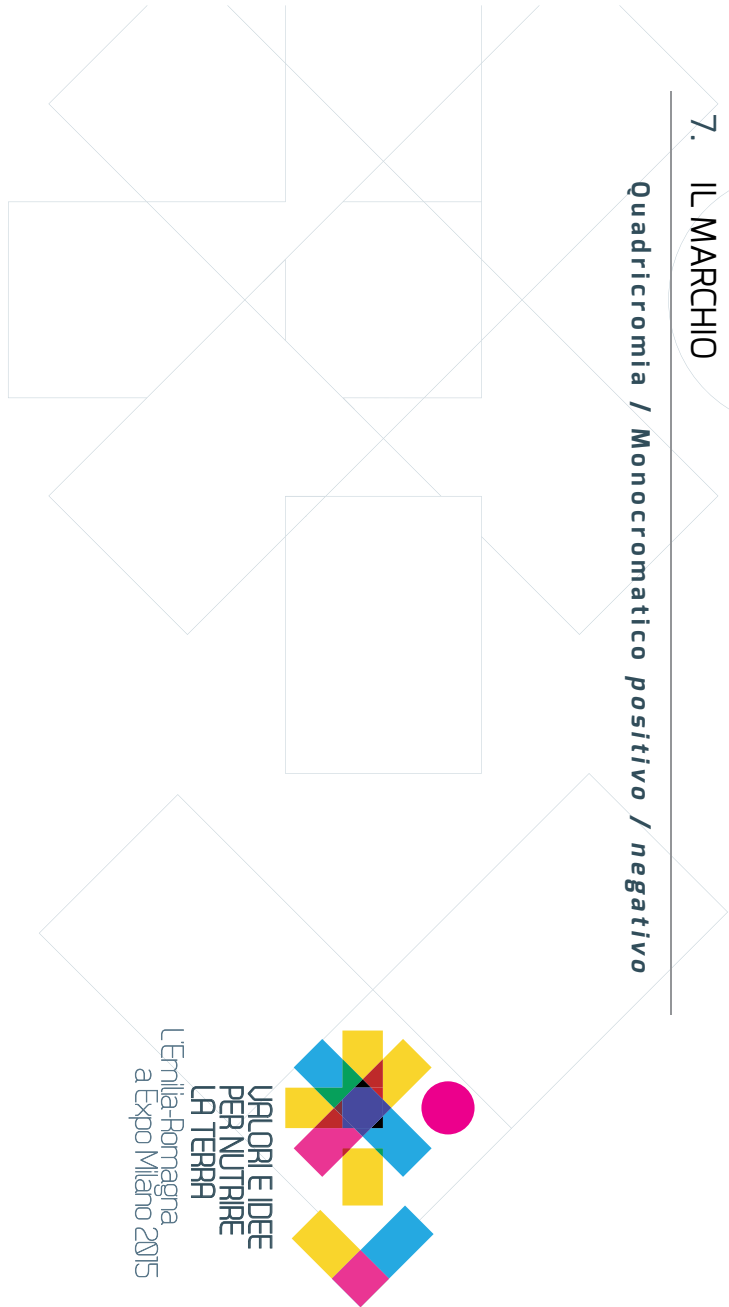 7. IL MARCHIO
Quadricromia / Monocromatico positivo / negativo
VALORI E IDEE
PER NUTRIRE
LA TERRA
L'Emilia-Romagna
a Expo Milano 2015